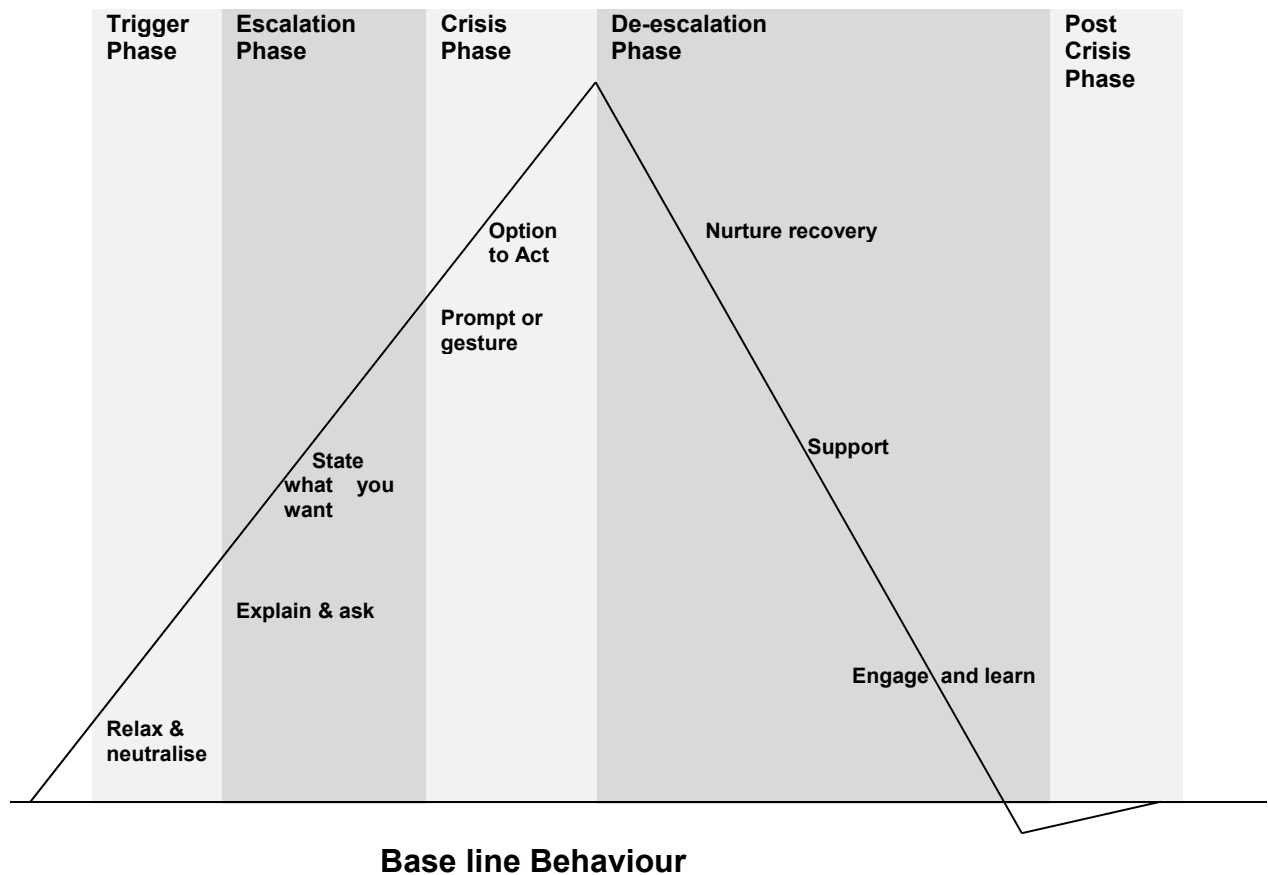 Trigger
Phase
Escalation
Phase
Crisis
Phase
De-escalation
Phase
Post
Crisis
Phase
Option
to Act
Nurture recovery
Prompt or
gesture
State
what you
want
Support
Explain & ask
Engage and learn
Relax &
neutralise
Base line Behaviour